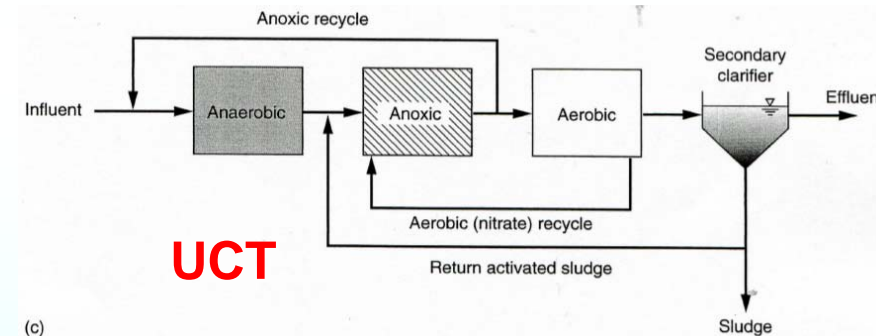 Anoxic recycle
Secondary
clarifier
Influent
Anaerobic
Anoxic
Aerobic
Effluen
Aerobic (nitrate) recycle
UCT
Return activated sludge
(c)
Sludge